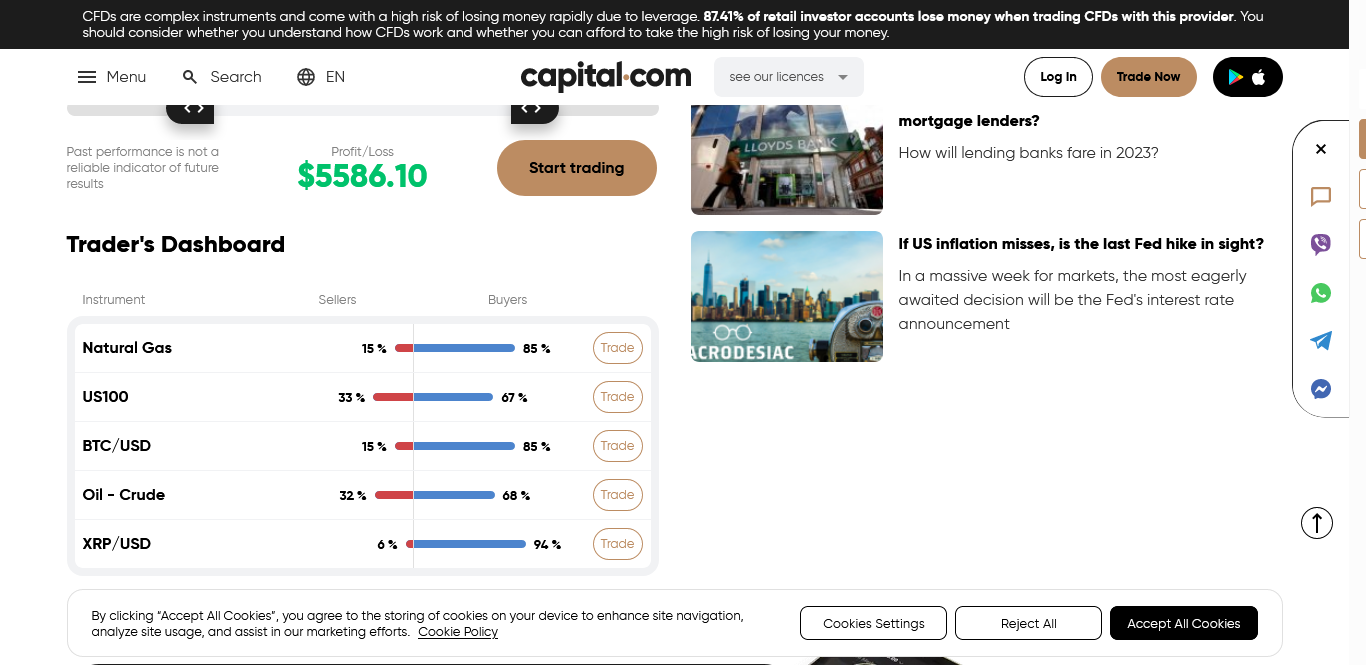 CFDs are complex instruments and come with a high risk of losing money rapidly due to leverage. 87.41% of retail investor accounts lose money when trading CFDs with this provider. You
should consider whether you understand how CFDs work and whether you can afford to take the high risk of losing your money.
Menu
Search
EN
capital.com
see our licences
Log In
Trade Now
Past performance is not a
reliable indicator of future
results
Profit/Loss
$5586.10
Start trading
LLOYDS BANK
mortgage lenders?
How will lending banks fare in 2023?
ACRODESIAC
If US inflation misses, is the last Fed hike in sight?
In a massive week for markets, the most eagerly
awaited decision will be the Fed's interest rate
announcement
Trader's Dashboard
Instrument Sellers Buyers
Natural Gas 15 % 85 % Trade
US100 33 % 67 % Trade
BTC/USD 15 % 85 % Trade
Oil - Crude 32 % 68 % Trade
XRP/USD 6 % 94 % Trade
By clicking “Accept All Cookies”, you agree to the storing of cookies on your device to enhance site navigation,
analyze site usage, and assist in our marketing efforts. Cookie Policy
Cookies Settings
Reject All
Accept All Cookies